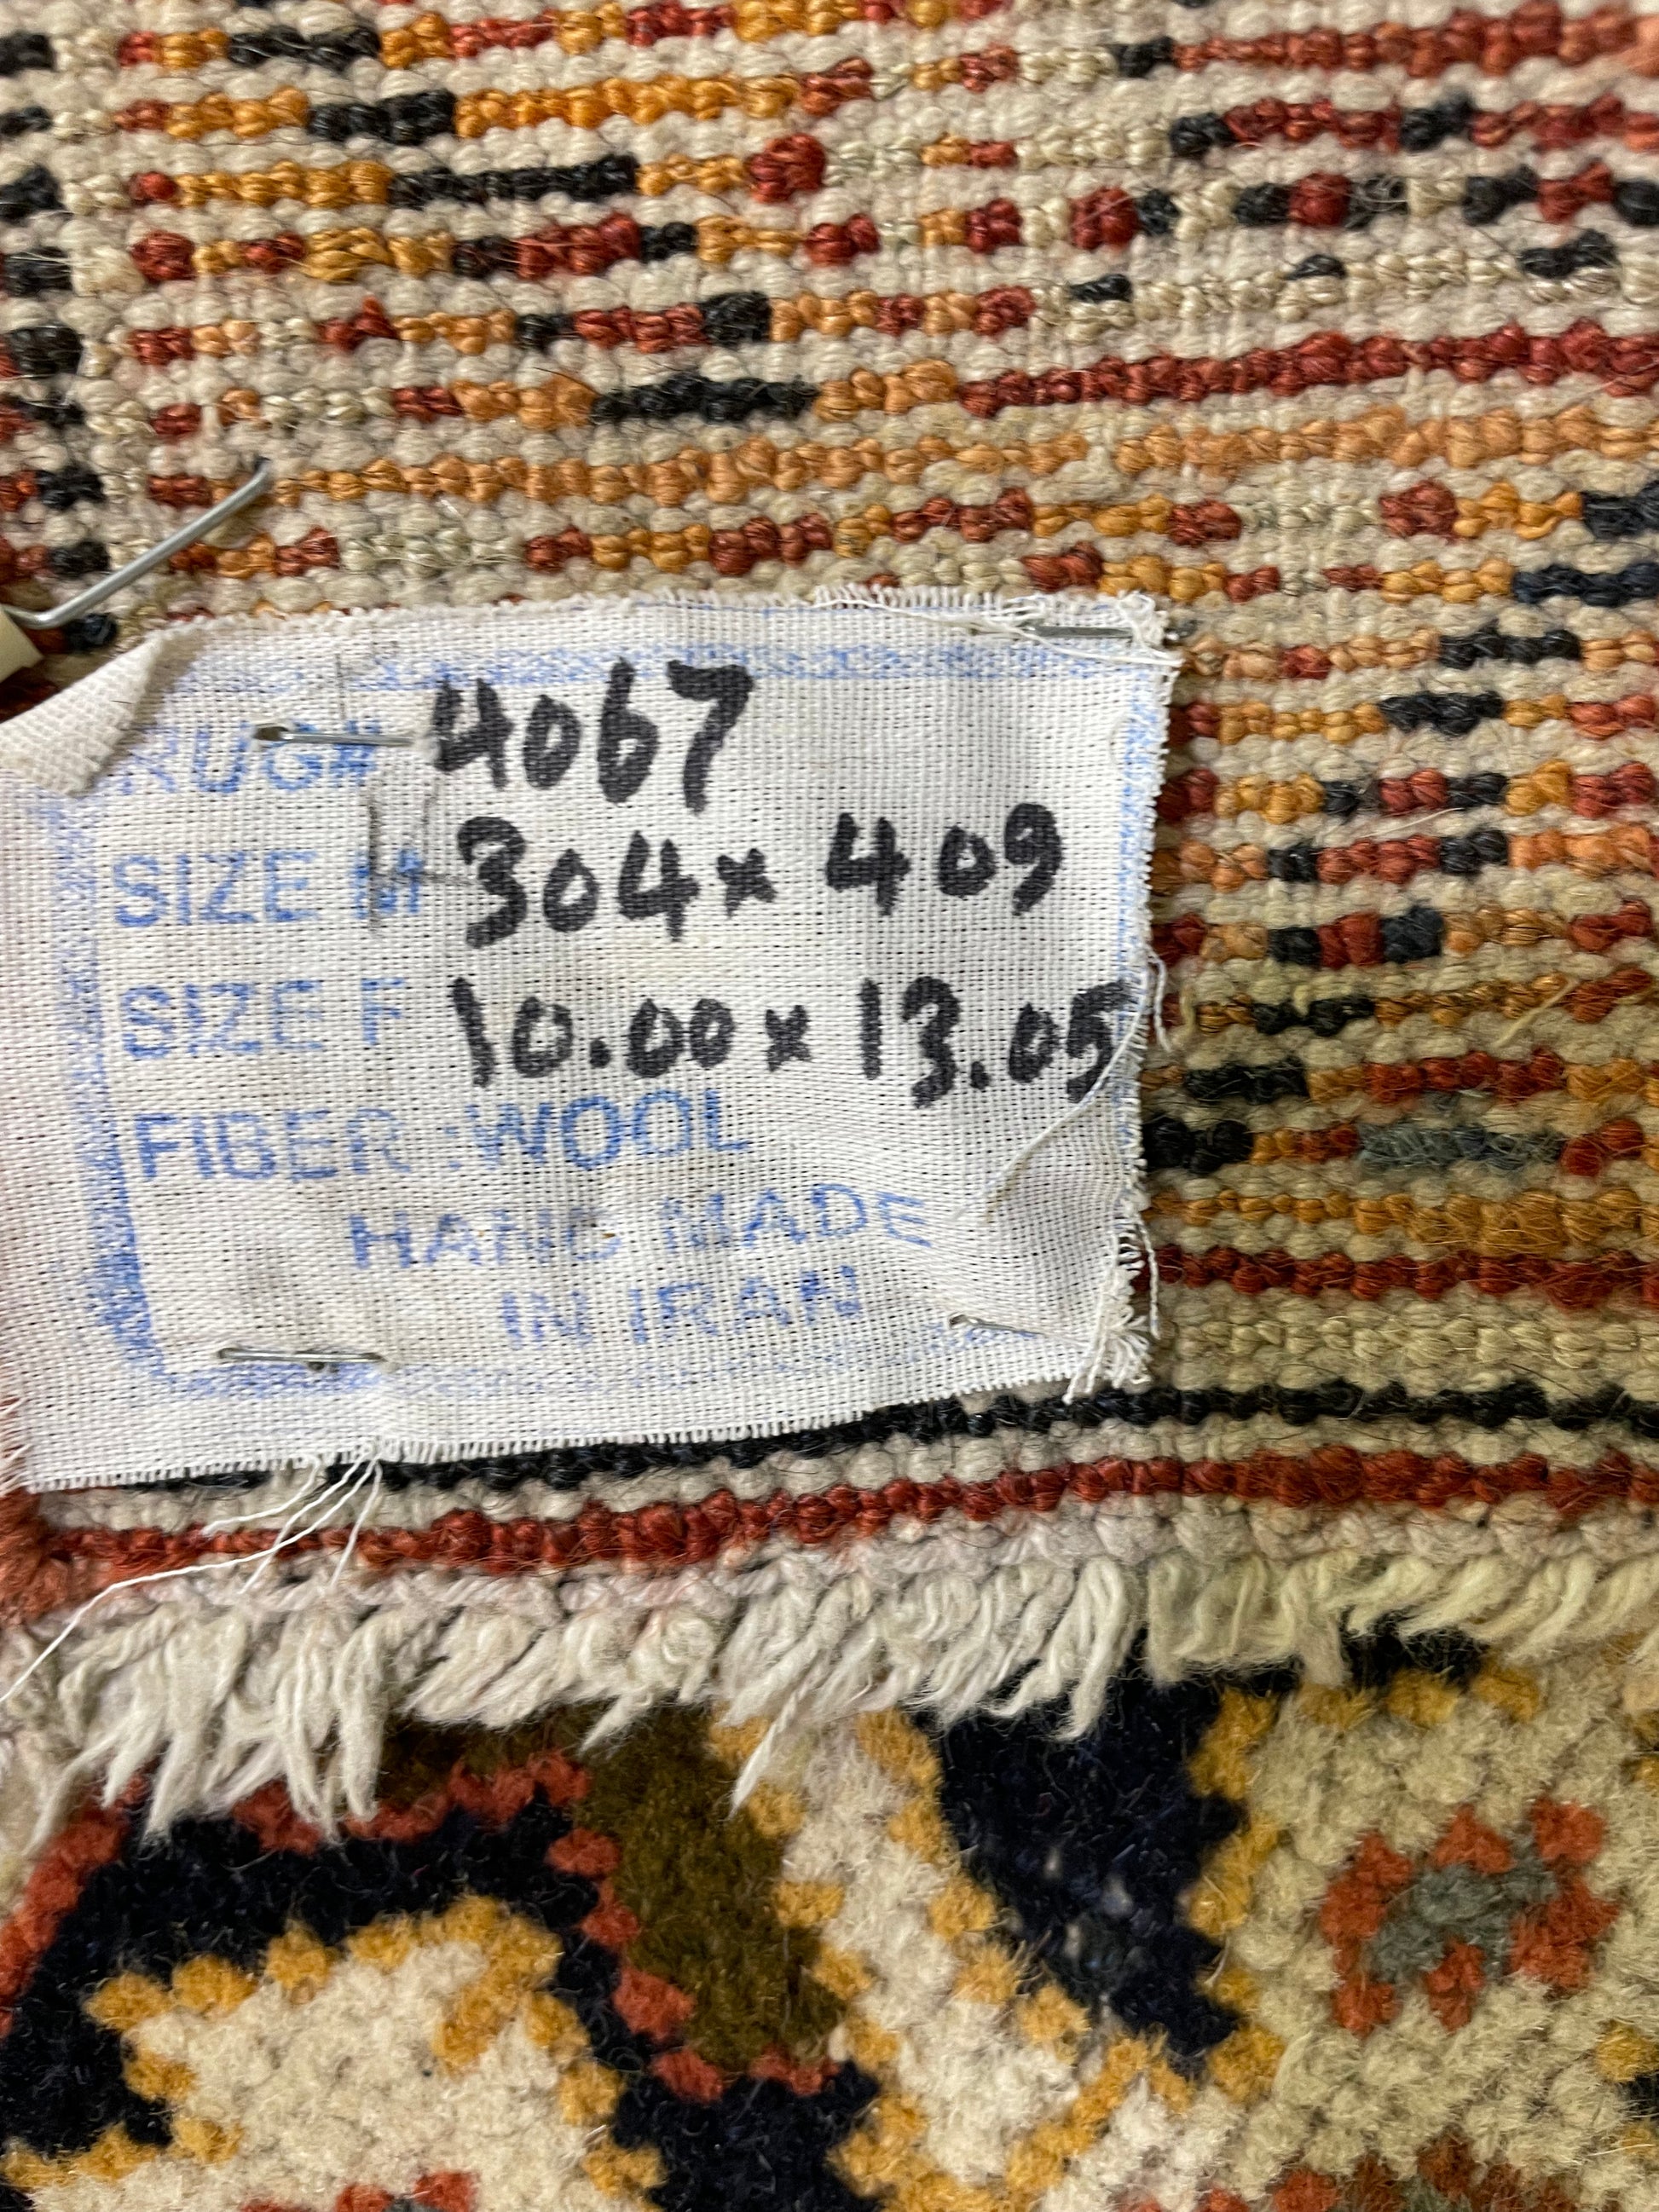 RUG# 4067
SIZE M 304 x 409
SIZE F 10.00 x 13.05
FIBER : WOOL
HAND MADE
IN IRAN